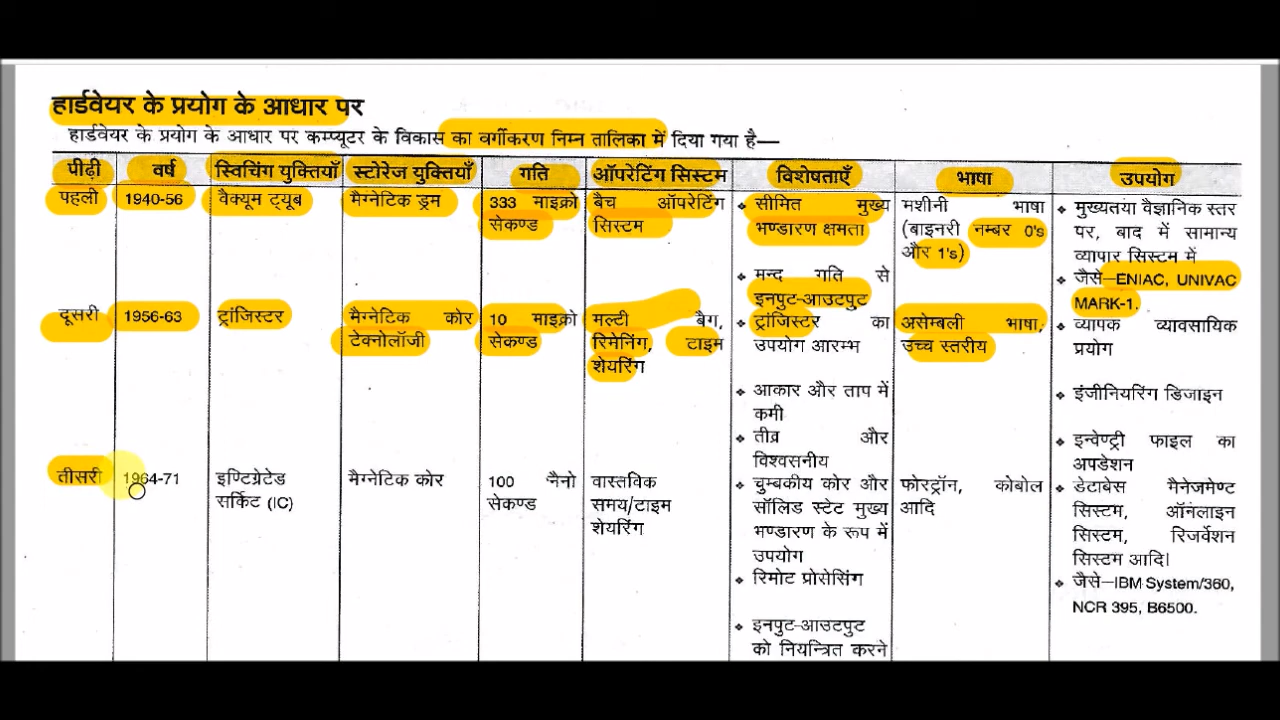 हार्डवेयर के प्रयोग के आधार पर
हार्डवेयर के प्रयोग के आधार पर कम्प्यूटर के विकास का वर्गीकरण निम्न तालिका में दिया गया है—
पीढ़ी वर्ष स्विचिंग युक्तियाँ स्टोरेज युक्तियाँ गति ऑपरेटिंग सिस्टम विशेषताएँ भाषा उपयोग
पहली
1940-56
वैक्यूम ट्यूब
मैग्नेटिक ड्रम
333 माइक्रो
सेकण्ड
बैच ऑपरेटिंग
सिस्टम
❖ सीमित मुख्य
भण्डारण क्षमता
❖ मन्द गति से
इनपुट-आउटपुट
मशीनी भाषा
(बाइनरी नम्बर 0's
और 1's)
❖ मुख्यतया वैज्ञानिक स्तर
पर, बाद में सामान्य
व्यापार सिस्टम में
❖ जैसे—ENIAC, UNIVAC
MARK-1.
दूसरी
1956-63
ट्रांजिस्टर
मैग्नेटिक कोर
टेक्नोलॉजी
10 माइक्रो
सेकण्ड
मल्टी बैग,
रिमेनिंग, टाइम
शेयरिंग
❖ ट्रांजिस्टर का
उपयोग आरम्भ
❖ आकार और ताप में
कमी
❖ तीव्र और
विश्वसनीय
असेम्बली भाषा,
उच्च स्तरीय
❖ व्यापक व्यावसायिक
प्रयोग
❖ इंजीनियरिंग डिजाइन
❖ इन्वेण्ट्री फाइल का
अपडेशन
तीसरी
1964-71
इण्टिग्रेटेड
सर्किट (IC)
मैग्नेटिक कोर
100 नैनो
सेकण्ड
वास्तविक
समय/टाइम
शेयरिंग
❖ चुम्बकीय कोर और
सॉलिड स्टेट मुख्य
भण्डारण के रूप में
उपयोग
❖ रिमोट प्रोसेसिंग
❖ इनपुट-आउटपुट
को नियन्त्रित करने
फोरट्रॉन, कोबोल
आदि
❖ डेटाबेस मैनेजमेण्ट
सिस्टम, ऑनलाइन
सिस्टम, रिजर्वेशन
सिस्टम आदि।
❖ जैसे—IBM System/360,
NCR 395, B6500.